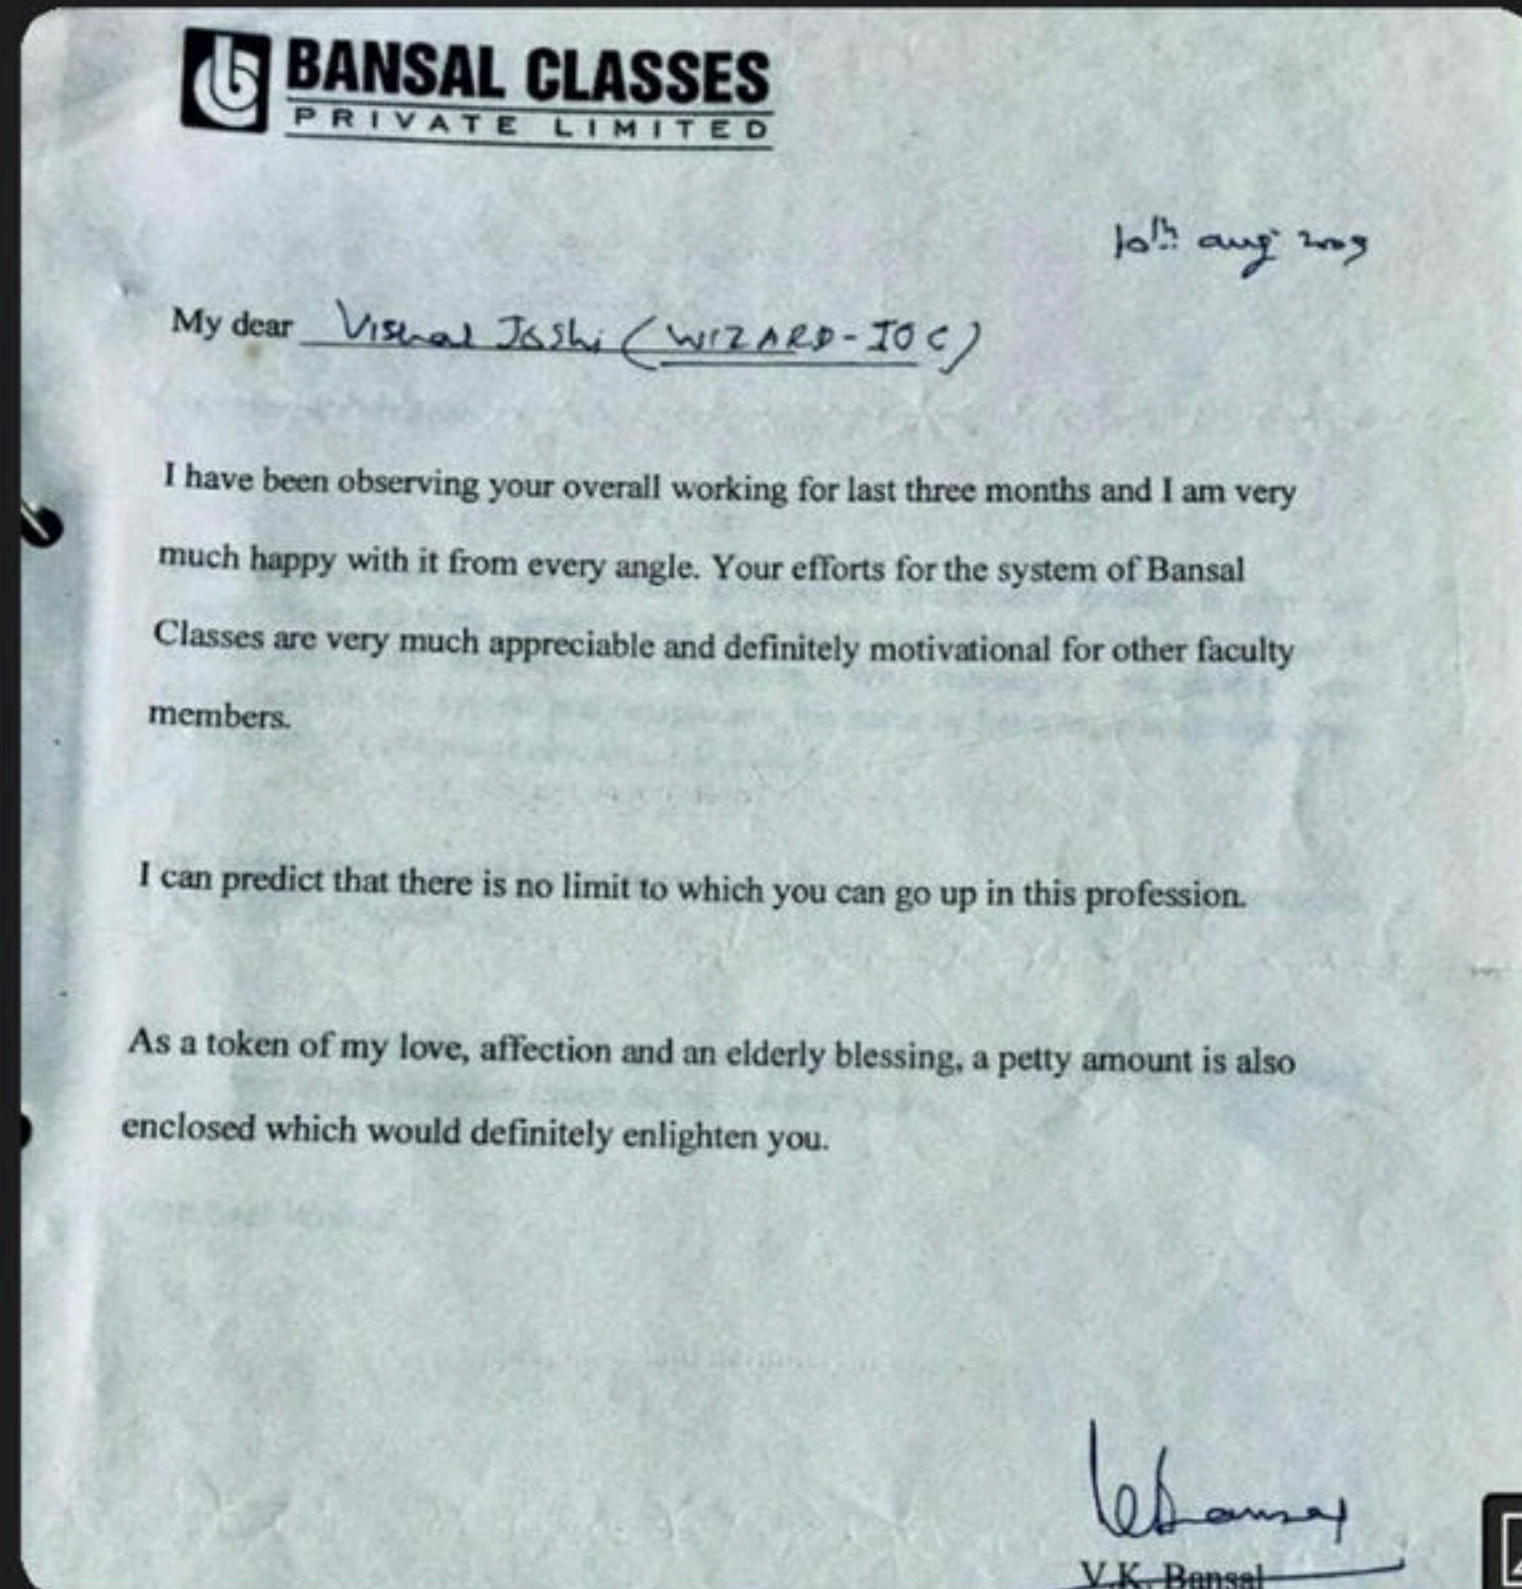 BANSAL CLASSES
PRIVATE LIMITED
10th aug 2009
My dear Vishal Joshi (WIZARD-IOC)
I have been observing your overall working for last three months and I am very
much happy with it from every angle. Your efforts for the system of Bansal
Classes are very much appreciable and definitely motivational for other faculty
members.
I can predict that there is no limit to which you can go up in this profession.
As a token of my love, affection and an elderly blessing, a petty amount is also
enclosed which would definitely enlighten you.
V.K. Bansal